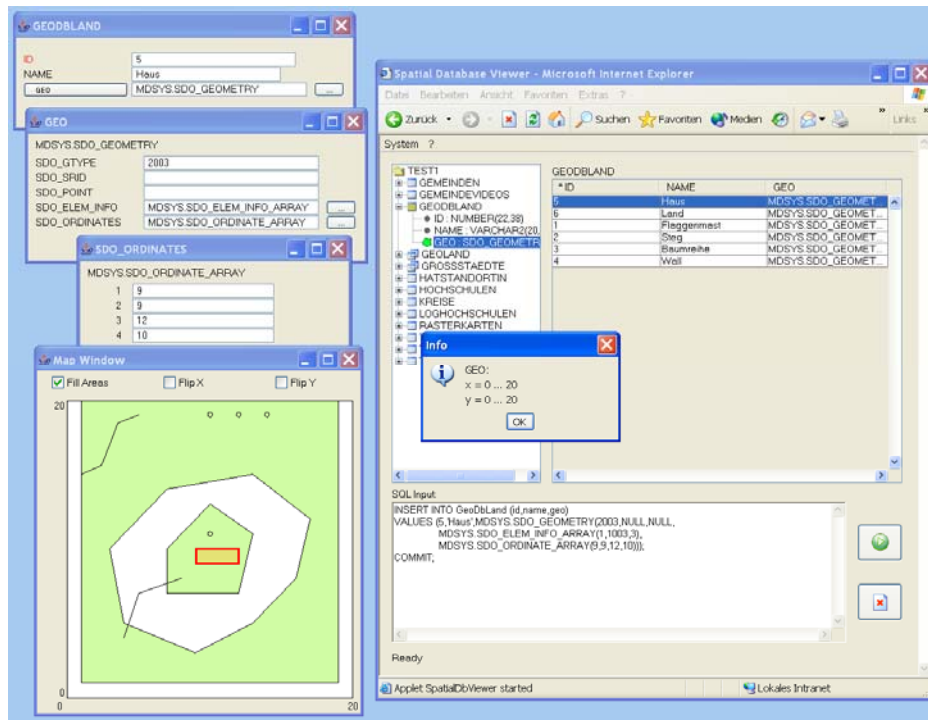 GEODBLAND
ID 5
NAME Haus
GEO MDSYS.SDO_GEOMETRY ...
GEO
MDSYS.SDO_GEOMETRY
SDO_GTYPE 2003
SDO_SRID
SDO_POINT
SDO_ELEM_INFO MDSYS.SDO_ELEM_INFO_ARRAY ...
SDO_ORDINATES MDSYS.SDO_ORDINATE_ARRAY ...
SDO_ORDINATES
MDSYS.SDO_ORDINATE_ARRAY
1 9
2 9
3 12
4 10
Map Window
Fill Areas Flip X Flip Y
20
0
0 20
Spatial Database Viewer - Microsoft Internet Explorer
Datei Bearbeiten Ansicht Favoriten Extras ?
Zurück Suchen Favoriten Medien » Links »
System ?
TEST1
GEMEINDEN
GEMEINDEVIDEOS
GEODBLAND
ID : NUMBER(22,38)
NAME : VARCHAR2(20,
GEO : SDO_GEOMETR
GEOLAND
GROSSSTAEDTE
HATSTANDORTIN
HOCHSCHULEN
KREISE
LOGHOCHSCHULEN
RASTERKARTEN
GEODBLAND
*ID NAME GEO
5 Haus MDSYS.SDO_GEOMET...
6 Land MDSYS.SDO_GEOMET...
1 Flaggenmast MDSYS.SDO_GEOMET...
2 Steg MDSYS.SDO_GEOMET...
3 Baumreihe MDSYS.SDO_GEOMET...
4 Wall MDSYS.SDO_GEOMET...
Info
GEO:
x = 0 ... 20
y = 0 ... 20
OK
SQL Input
INSERT INTO GeoDbLand (id,name,geo)
VALUES (5,'Haus',MDSYS.SDO_GEOMETRY(2003,NULL,NULL,
MDSYS.SDO_ELEM_INFO_ARRAY(1,1003,3),
MDSYS.SDO_ORDINATE_ARRAY(9,9,12,10)));
COMMIT;
Ready
Applet SpatialDbViewer started Lokales Intranet